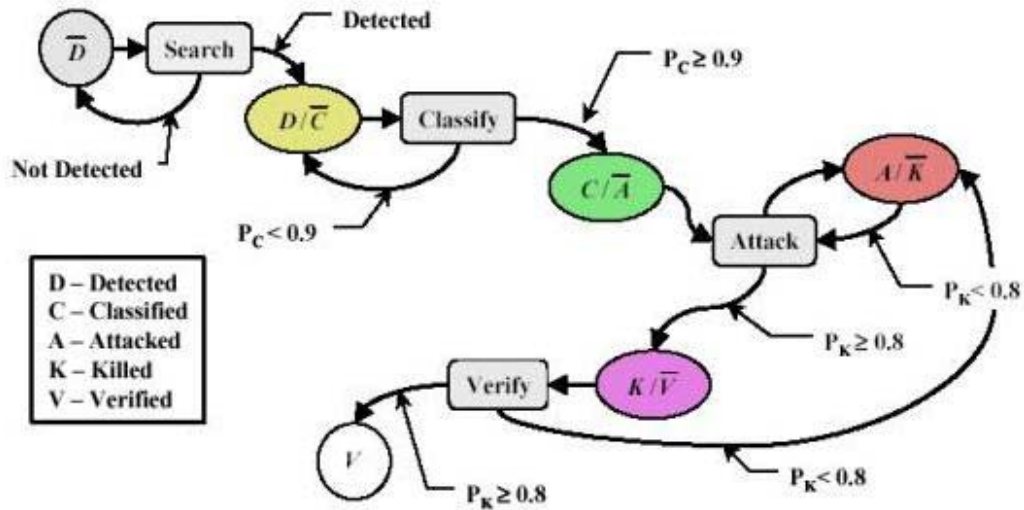 D̅
Search
Detected
Not Detected
D/C̅
Classify
P_C ≥ 0.9
P_C < 0.9
C/A̅
A/K̅
Attack
P_K < 0.8
P_K ≥ 0.8
D – Detected
C – Classified
A – Attacked
K – Killed
V – Verified
Verify
K/V̅
V
P_K ≥ 0.8
P_K < 0.8